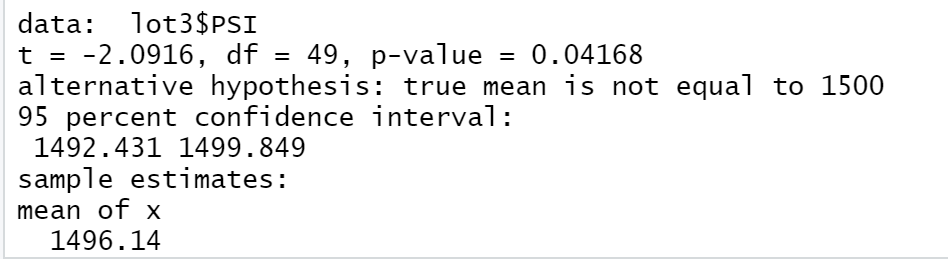 data:  lot3$PSI
t = -2.0916, df = 49, p-value = 0.04168
alternative hypothesis: true mean is not equal to 1500
95 percent confidence interval:
 1492.431 1499.849
sample estimates:
mean of x
  1496.14